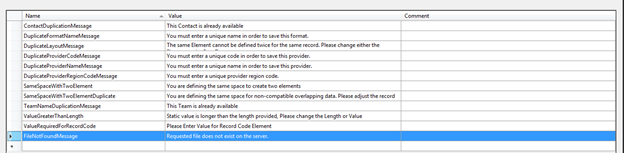 Name Value Comment
ContactDuplicationMessage This Contact is already available
DuplicateFormatNameMessage You must enter a unique name in order to save this format.
DuplicateLayoutMessage The same Element cannot be defined twice for the same record. Please change either the
DuplicateProviderCodeMessage You must enter a unique code in order to save this provider.
DuplicateProviderNameMessage You must enter a unique name in order to save this provider.
DuplicateProviderRegionCodeMessage You must enter a unique provider region code.
SameSpaceWithTwoElement You are defining the same space to create two elements
SameSpaceWithTwoElementDuplicate You are defining the same space for non-compatible overlapping data. Please adjust the record
TeamNameDuplicationMessage This Team is already available
ValueGreaterThanLength Static value is longer than the length provided, Please change the Length or Value
ValueRequiredForRecordCode Please Enter Value for Record Code Element
FileNotFoundMessage Requested file does not exist on the server.